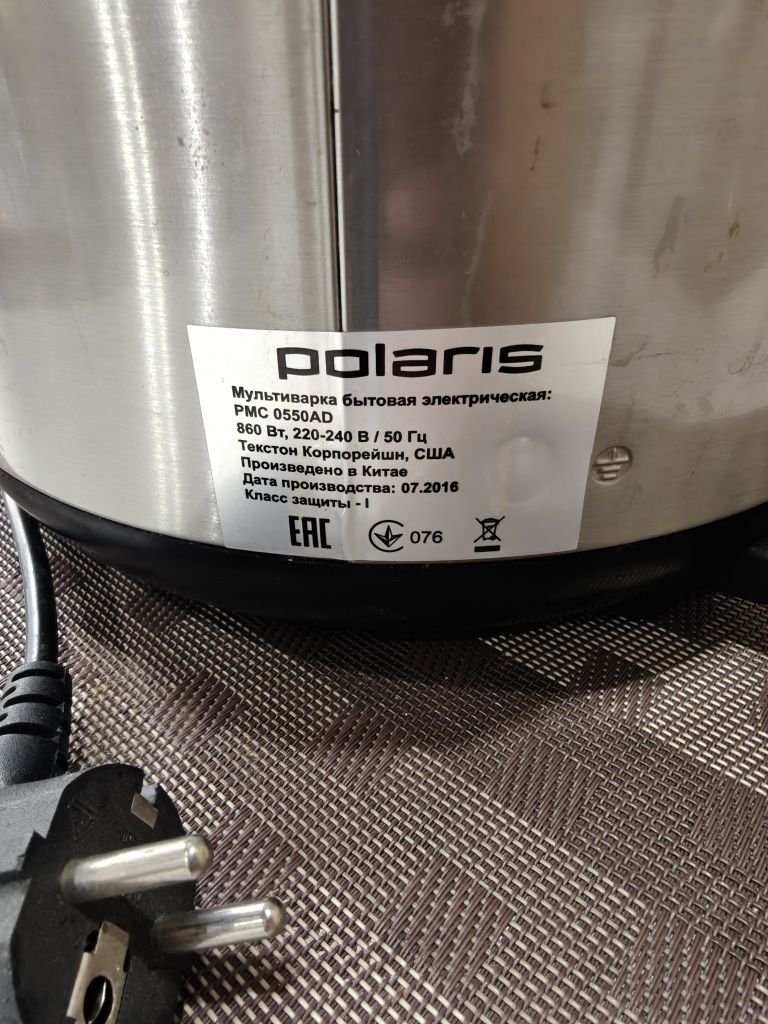 polaris
Мультиварка бытовая электрическая:
PMC 0550AD
860 Вт, 220-240 В / 50 Гц
Текстон Корпорейшн, США
Произведено в Китае
Дата производства: 07.2016
Класс защиты - I
EAC 076